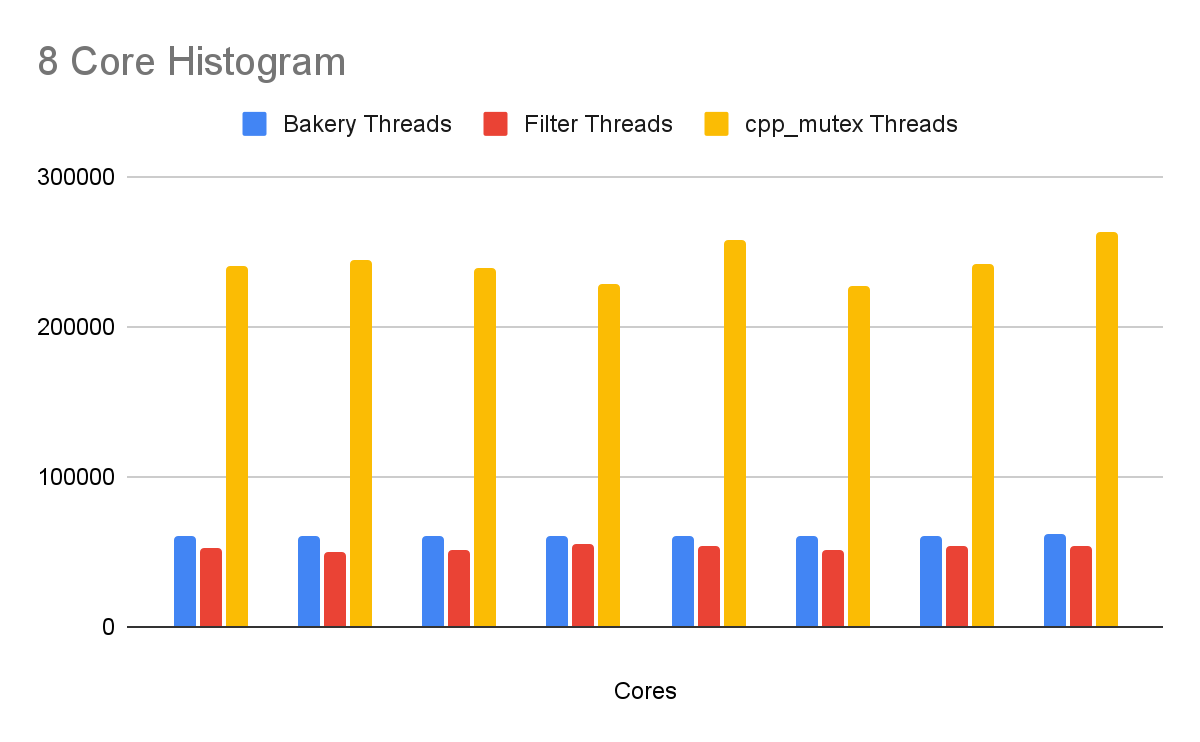 8 Core Histogram
Bakery Threads Filter Threads cpp_mutex Threads
300000
200000
100000
0
Cores